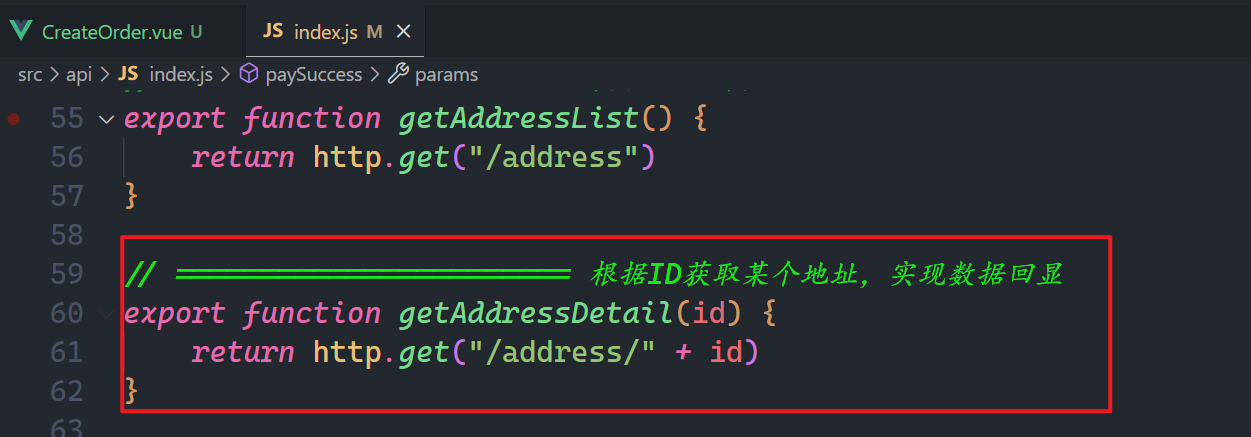 CreateOrder.vue U
JS index.js M ×
src > api > JS index.js > paySuccess > params
55 export function getAddressList() {
56 return http.get("/address")
57 }
58
59 // ======================= 根据ID获取某个地址，实现数据回显
60 export function getAddressDetail(id) {
61 return http.get("/address/" + id)
62 }
63